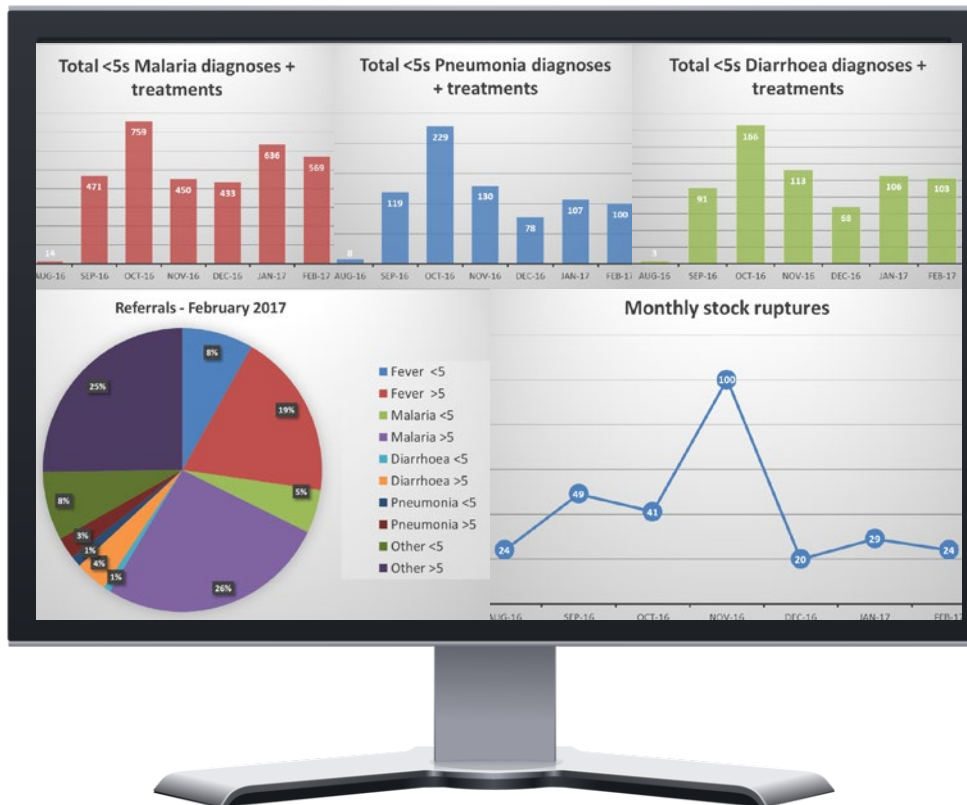 Total <5s Malaria diagnoses +
treatments
759
636
569
471
450
433
14
AUG-16 SEP-16 OCT-16 NOV-16 DEC-16 JAN-17 FEB-17
Total <5s Pneumonia diagnoses
+ treatments
229
119
130
107
100
78
8
AUG-16 SEP-16 OCT-16 NOV-16 DEC-16 JAN-17 FEB-17
Total <5s Diarrhoea diagnoses +
treatments
166
113
106
103
91
68
3
AUG-16 SEP-16 OCT-16 NOV-16 DEC-16 JAN-17 FEB-17
Referrals - February 2017
8%
25%
19%
5%
8%
3%
1%
4%
1%
26%
Fever <5
Fever >5
Malaria <5
Malaria >5
Diarrhoea <5
Diarrhoea >5
Pneumonia <5
Pneumonia >5
Other <5
Other >5
Monthly stock ruptures
100
49
41
29
24
20
24
AUG-16 SEP-16 OCT-16 NOV-16 DEC-16 JAN-17 FEB-17